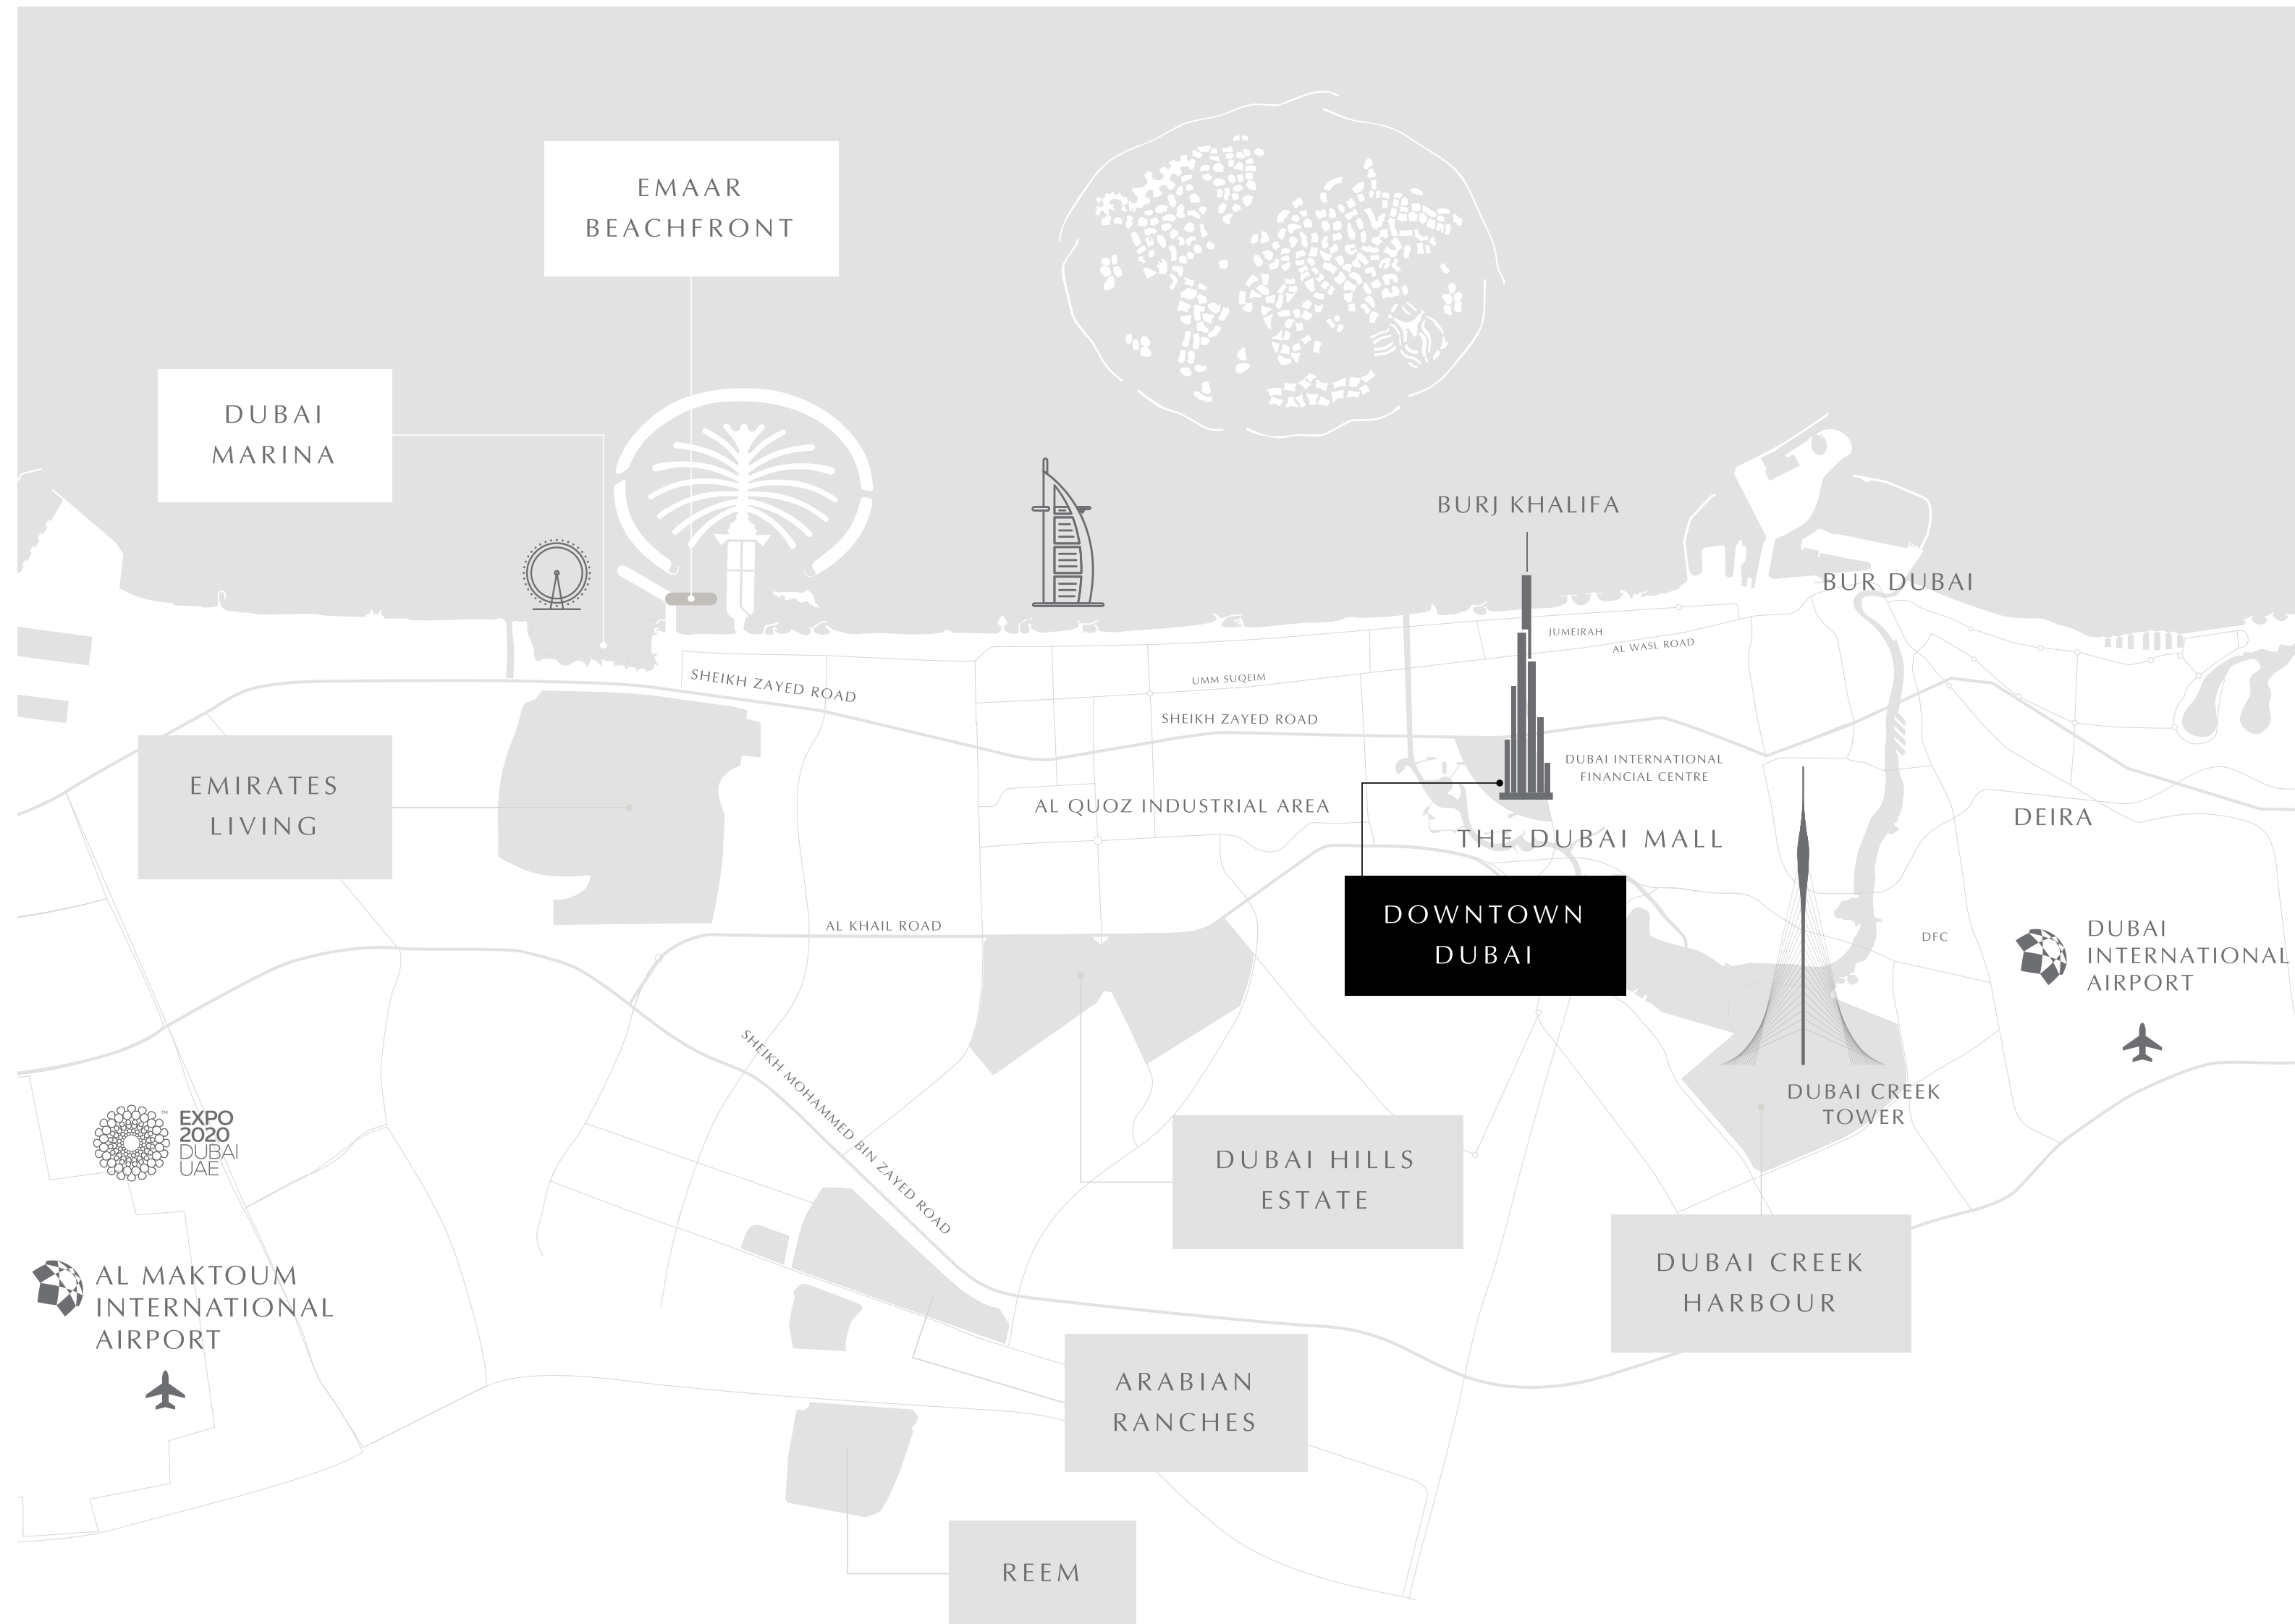 EMAAR
BEACHFRONT
DUBAI
MARINA
BURJ KHALIFA
BUR DUBAI
JUMEIRAH
AL WASL ROAD
SHEIKH ZAYED ROAD
UMM SUQEIM
SHEIKH ZAYED ROAD
DUBAI INTERNATIONAL
FINANCIAL CENTRE
EMIRATES
LIVING
AL QUOZ INDUSTRIAL AREA
DEIRA
THE DUBAI MALL
DOWNTOWN
DUBAI
AL KHAIL ROAD
DFC
DUBAI
INTERNATIONAL
AIRPORT
SHEIKH MOHAMMED BIN ZAYED ROAD
DUBAI CREEK
TOWER
EXPO
2020
DUBAI
UAE
™
DUBAI HILLS
ESTATE
DUBAI CREEK
HARBOUR
AL MAKTOUM
INTERNATIONAL
AIRPORT
ARABIAN
RANCHES
REEM